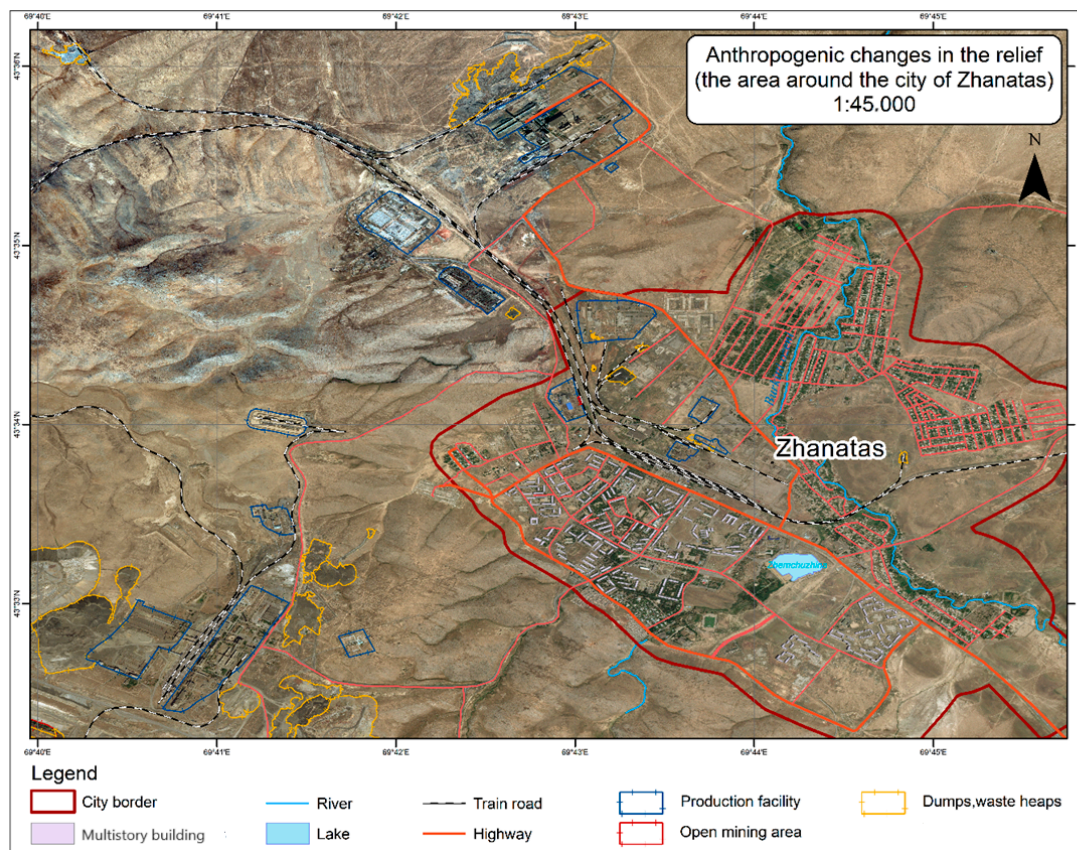 69°40'E 69°41'E 69°42'E 69°43'E 69°44'E 69°45'E
Anthropogenic changes in the relief
(the area around the city of Zhanatas)
1:45.000
N
43°36'N
43°35'N
43°34'N
43°33'N
Zhanatas
zhemchuzhina
69°40'E 69°41'E 69°42'E 69°43'E 69°44'E 69°45'E
Legend
City border
River
Train road
Production facility
Dumps,waste heaps
Multistory building
Lake
Highway
Open mining area